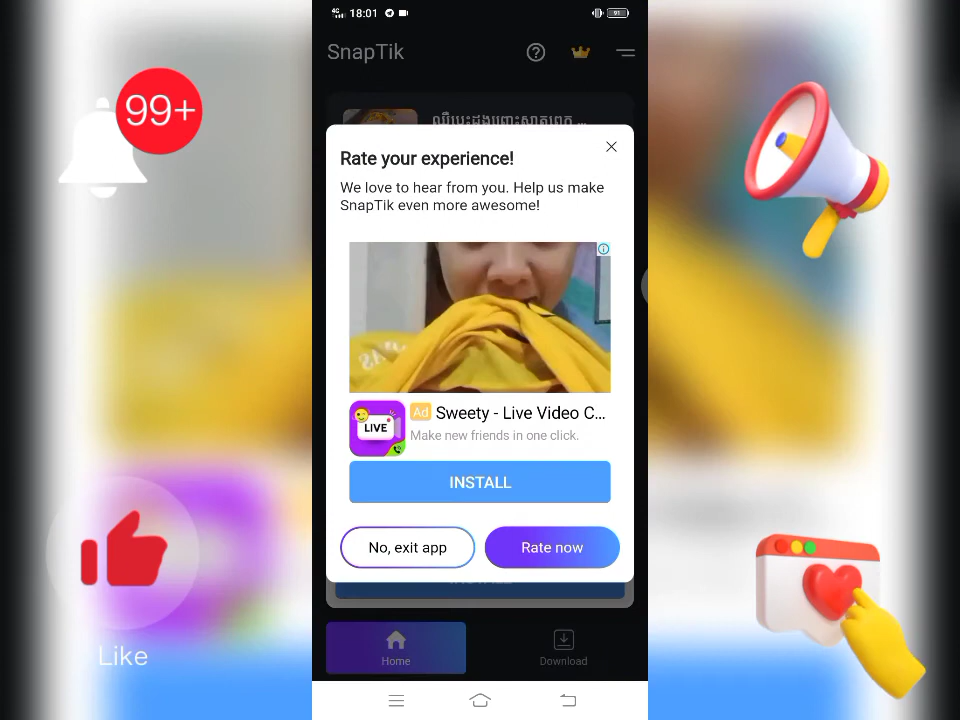 4G 18:01
91
SnapTik
99+
Rate your experience!
We love to hear from you. Help us make
SnapTik even more awesome!
Ad Sweety - Live Video C...
LIVE
Make new friends in one click.
INSTALL
No, exit app
Rate now
Home
Download
Like